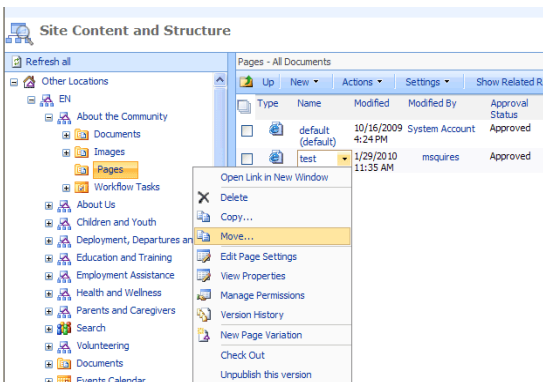 Site Content and Structure
Refresh all
Pages - All Documents
Other Locations
Up New Actions Settings Show Related R
EN
Type Name Modified Modified By Approval
Status
About the Community
Documents
default 10/16/2009 System Account Approved
(default) 4:24 PM
Images
test 1/29/2010 msquires Approved
11:35 AM
Pages
Workflow Tasks
About Us
Children and Youth
Deployment, Departures an
Education and Training
Employment Assistance
Health and Wellness
Parents and Caregivers
Search
Volunteering
Documents
Events Calendar
Open Link in New Window
Delete
Copy...
Move...
Edit Page Settings
View Properties
Manage Permissions
Version History
New Page Variation
Check Out
Unpublish this version